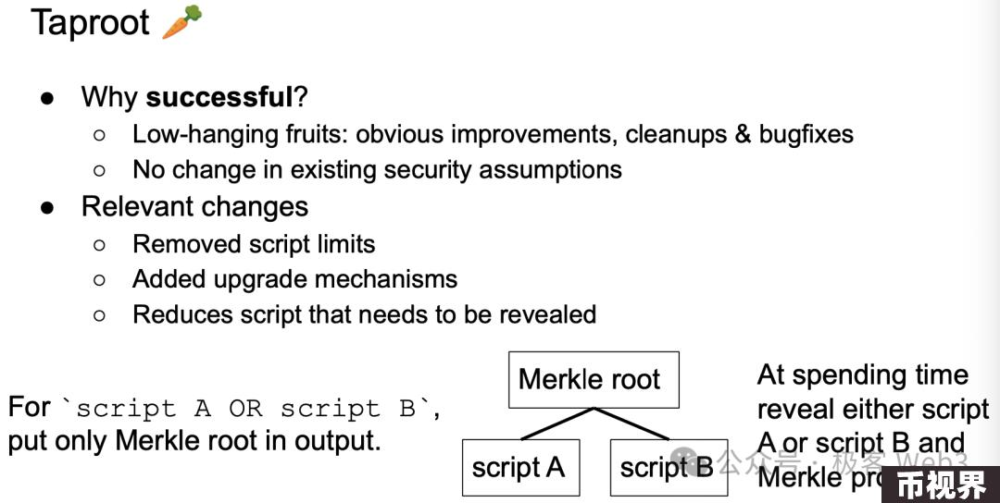 Taproot 🥕
● Why successful?
○ Low-hanging fruits: obvious improvements, cleanups & bugfixes
○ No change in existing security assumptions
● Relevant changes
○ Removed script limits
○ Added upgrade mechanisms
○ Reduces script that needs to be revealed
For `script A OR script B`,
put only Merkle root in output.
Merkle root
script A
script B
At spending time
reveal either script
A or script B and
Merkle
公众号 · 极客 Web3
币视界